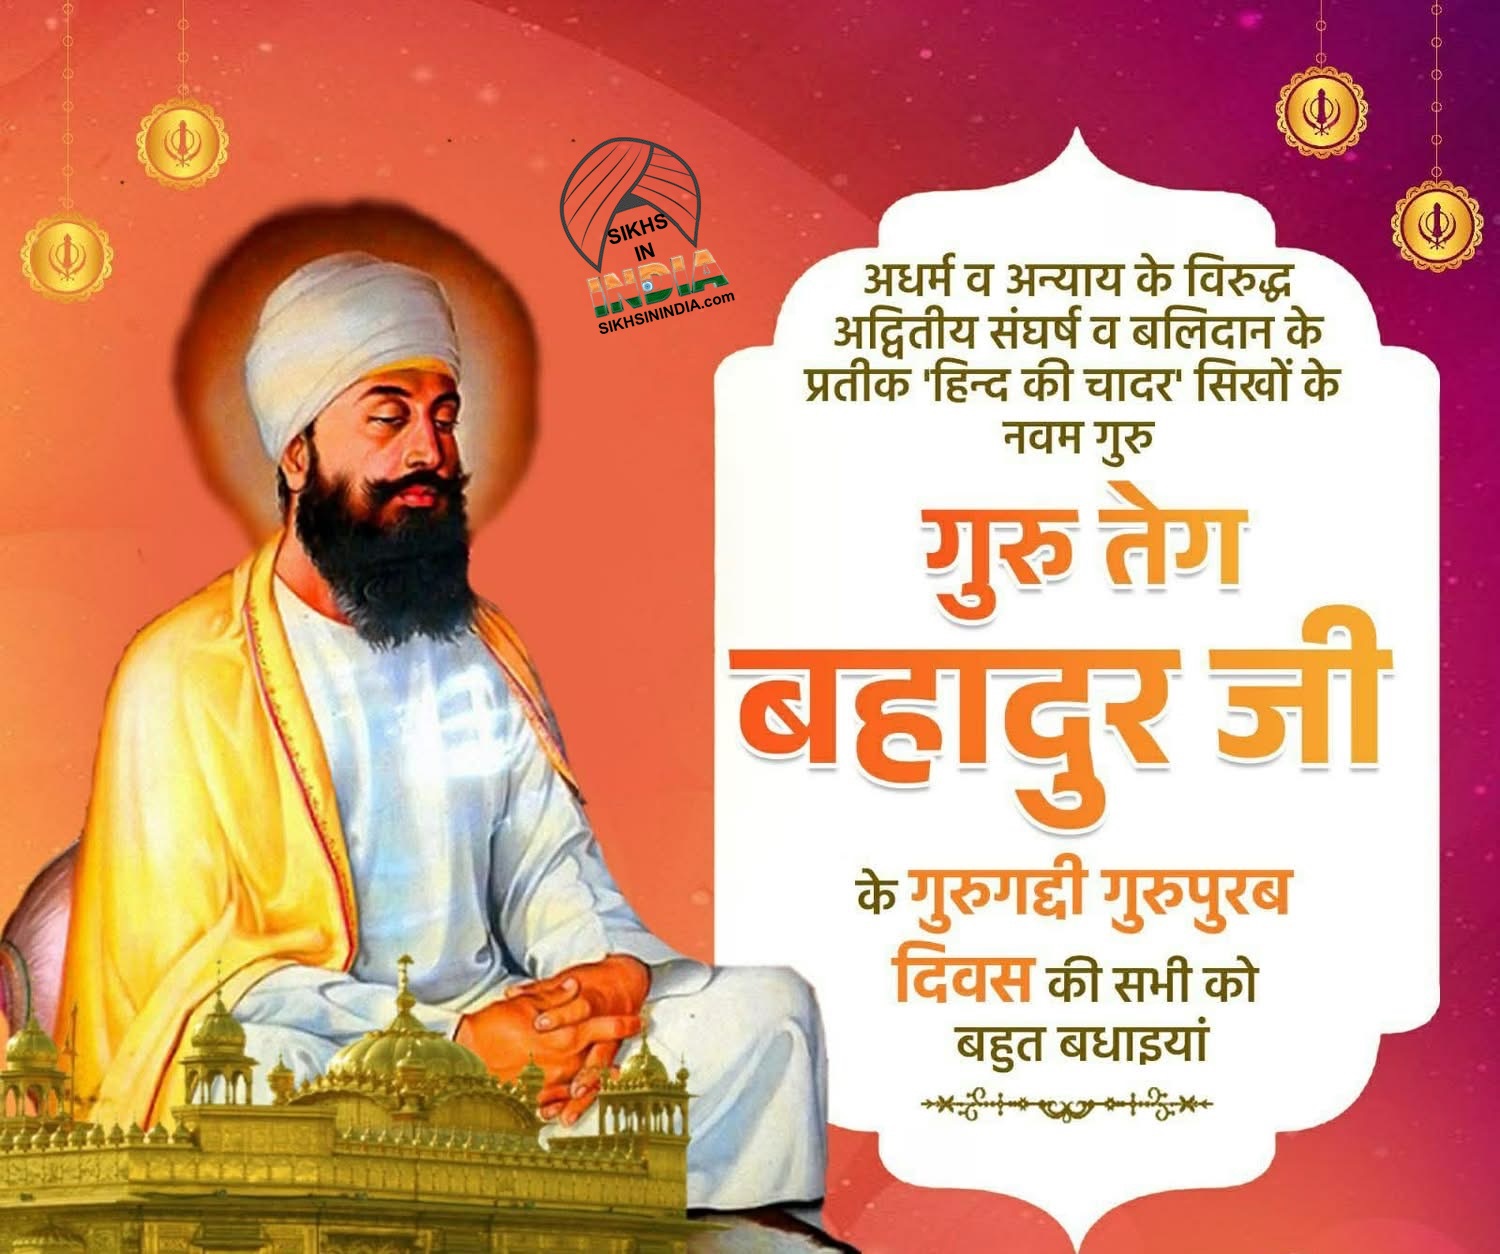 SIKHS
IN
INDIA
SIKHSININDIA.com
अधर्म व अन्याय के विरुद्ध
अद्वितीय संघर्ष व बलिदान के
प्रतीक 'हिन्द की चादर' सिखों के
नवम गुरु
गुरु तेग
बहादुर जी
के गुरुगद्दी गुरुपुरब
दिवस की सभी को
बहुत बधाइयां